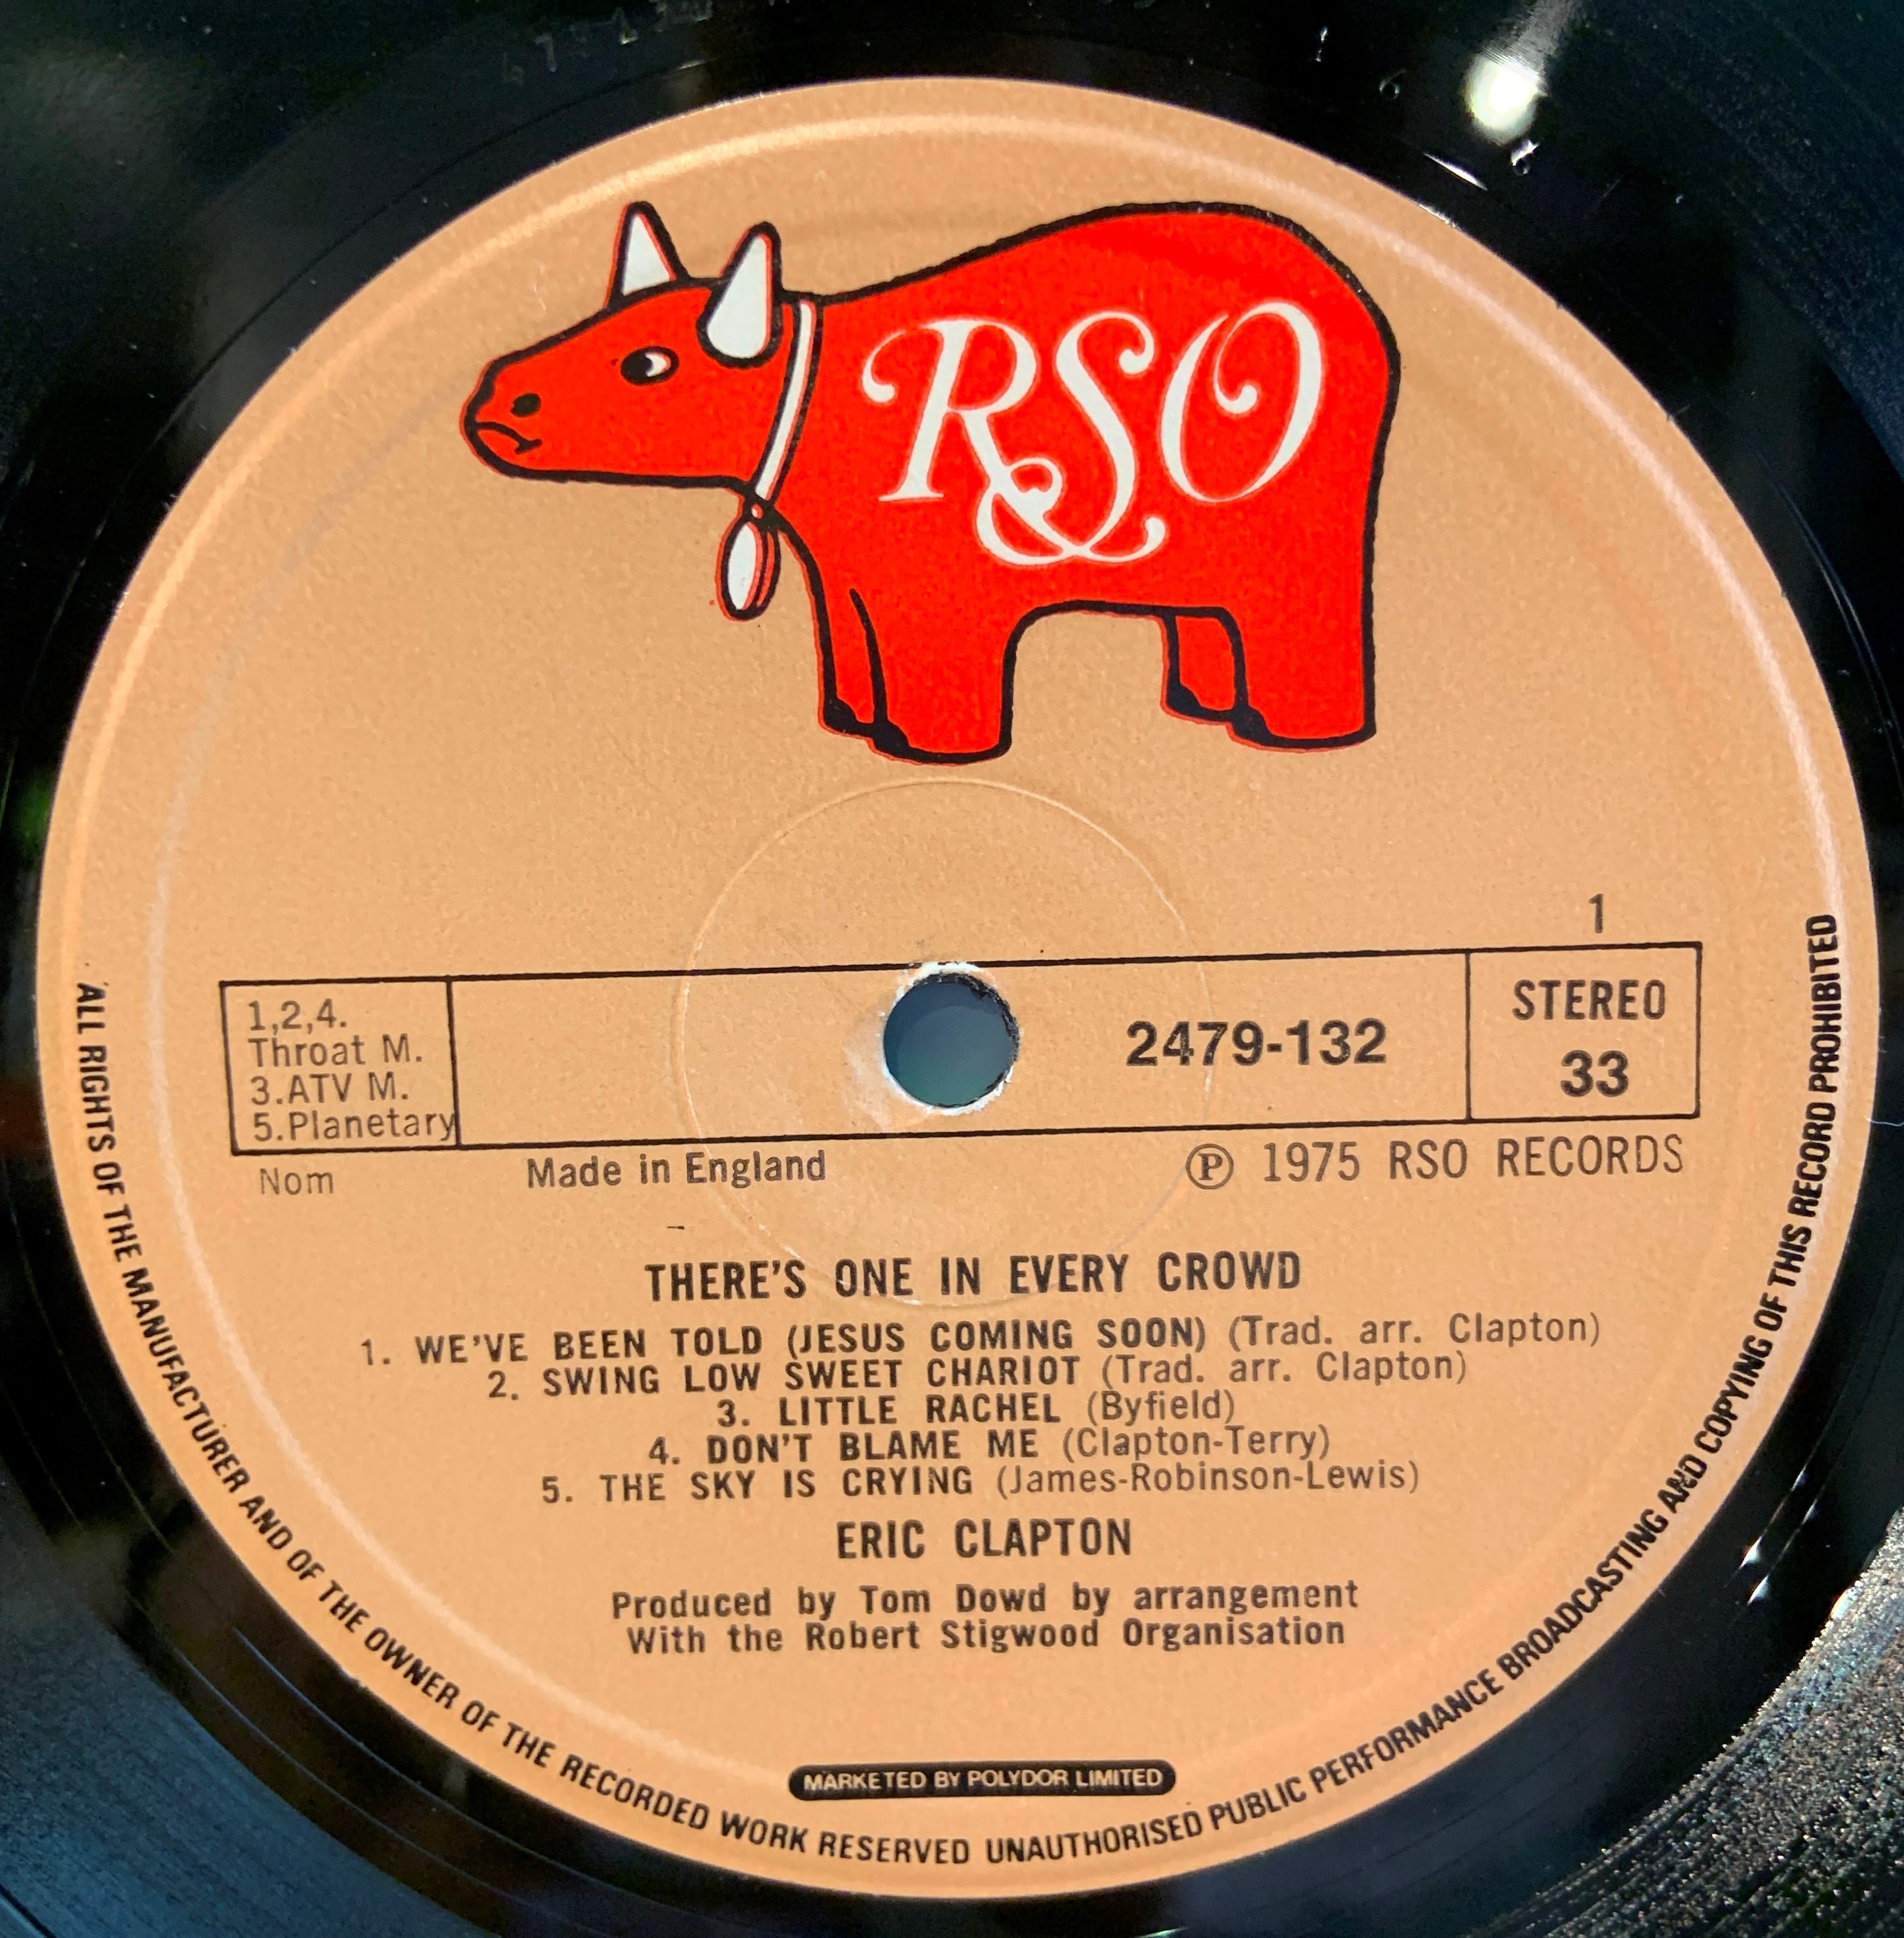 RSO
1
1,2,4.
Throat M.
3.ATV M.
5.Planetary
2479-132
STEREO
33
Nom
Made in England
℗ 1975 RSO RECORDS
THERE'S ONE IN EVERY CROWD
1. WE'VE BEEN TOLD (JESUS COMING SOON) (Trad. arr. Clapton)
2. SWING LOW SWEET CHARIOT (Trad. arr. Clapton)
3. LITTLE RACHEL (Byfield)
4. DON'T BLAME ME (Clapton-Terry)
5. THE SKY IS CRYING (James-Robinson-Lewis)
ERIC CLAPTON
Produced by Tom Dowd by arrangement
With the Robert Stigwood Organisation
MARKETED BY POLYDOR LIMITED
ALL RIGHTS OF THE MANUFACTURER AND OF THE OWNER OF THE RECORDED WORK RESERVED UNAUTHORISED PUBLIC PERFORMANCE BROADCASTING AND COPYING OF THIS RECORD PROHIBITED